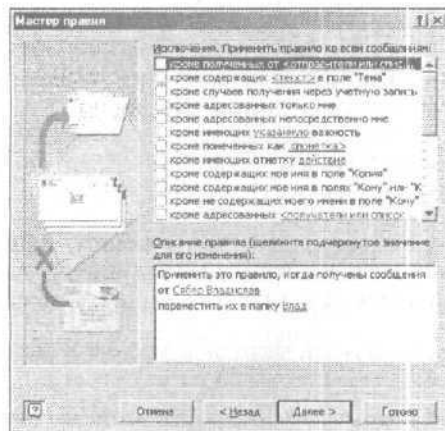 Мастер правил
Исключения. Применить правило ко всем сообщениям:
кроме полученных от <отправители или списк...
кроме содержащих <текст> в поле "Тема"
кроме случаев получения через учетную запись
кроме адресованных только мне
кроме адресованных непосредственно мне
кроме имеющих указанную важность
кроме помеченных как <пометка>
кроме имеющих отметку действие
кроме содержащих мое имя в поле "Копия"
кроме содержащих мое имя в полях "Кому" или "К
кроме не содержащих моего имени в поле "Кому"
кроме адресованных <получатели или список
Описание правила (щелкните подчеркнутое значение
для его изменения):
Применить это правило, когда получены сообщения
от Сябер Владислав
переместить их в папку Влад
Отмена
< Назад
Далее >
Готово